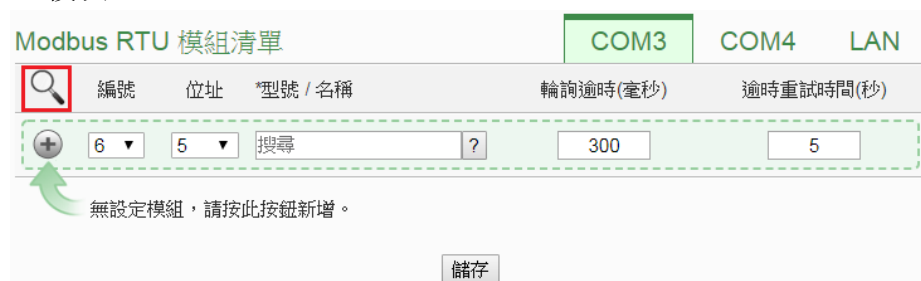 Modbus RTU 模組清單 COM3 COM4 LAN
編號 位址 *型號 / 名稱 輪詢逾時(毫秒) 逾時重試時間(秒)
6 5 搜尋 ? 300 5
無設定模組，請按此按鈕新增。
儲存